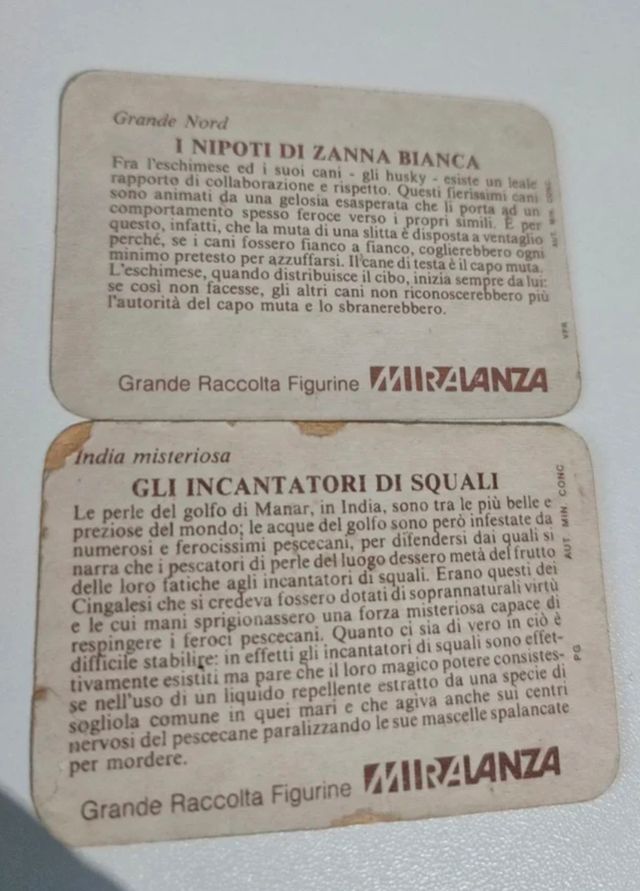 Grande Nord
I NIPOTI DI ZANNA BIANCA
Fra l'eschimese ed i suoi cani - gli husky - esiste un leale
rapporto di collaborazione e rispetto. Questi fierissimi cani
sono animati da una gelosia esasperata che li porta ad un
comportamento spesso feroce verso i propri simili. È per
questo, infatti, che la muta di una slitta è disposta a ventaglio
perché, se i cani fossero fianco a fianco, coglierebbero ogni
minimo pretesto per azzuffarsi. Il cane di testa è il capo muta.
L'eschimese, quando distribuisce il cibo, inizia sempre da lui:
se così non facesse, gli altri cani non riconoscerebbero più
l'autorità del capo muta e lo sbranerebbero.
AUT. MIN. CONC.
VFR
Grande Raccolta Figurine MIRALANZA
India misteriosa
GLI INCANTATORI DI SQUALI
Le perle del golfo di Manar, in India, sono tra le più belle e
preziose del mondo; le acque del golfo sono però infestate da
numerosi e ferocissimi pescecani, per difendersi dai quali si
narra che i pescatori di perle del luogo dessero metà del frutto
delle loro fatiche agli incantatori di squali. Erano questi dei
Cingalesi che si credeva fossero dotati di soprannaturali virtù
e le cui mani sprigionassero una forza misteriosa capace di
respingere i feroci pescecani. Quanto ci sia di vero in ciò è
difficile stabilire: in effetti gli incantatori di squali sono effet-
tivamente esistiti ma pare che il loro magico potere consistes-
se nell'uso di un liquido repellente estratto da una specie di
sogliola comune in quei mari e che agiva anche sui centri
nervosi del pescecane paralizzando le sue mascelle spalancate
per mordere.
AUT. MIN. CONC.
PG
Grande Raccolta Figurine MIRALANZA